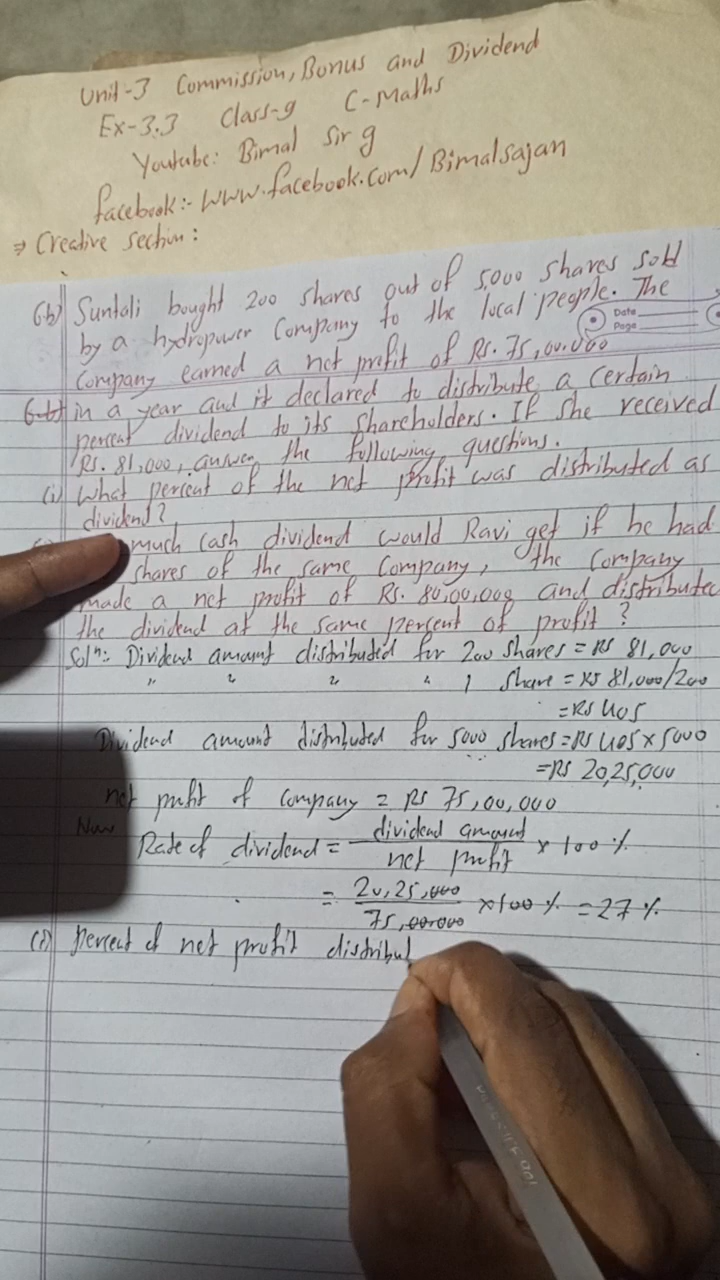 Unit-3 Commission, Bonus and Dividend
Ex-3.3 Class-9 C-Maths
Youtube: Bimal Sir g
facebook:- www.facebook.com/Bimalsajan
⇒ Creative section:
6.b) Suntali bought 200 shares out of 5000 shares sold
by a hydropower Company to the local people. The
Date
Page
Company earned a net profit of Rs. 75,00,000
in a year and it declared to distribute a certain
percent dividend to its shareholders. If she received
Rs. 81,000, answer the following questions.
(i) What percent of the net profit was distributed as
dividend?
much cash dividend would Ravi get if he had
shares of the same Company, the Company
made a net profit of Rs. 80,00,000 and distributed
the dividend at the same percent of profit?
Solⁿ: Dividend amount distributed for 200 shares = RS 81,000
" " " " 1 share = RS 81,000/200
= RS 405
Dividend amount distributed for 5000 shares = RS 405 × 5000
= RS 20,25,000
net profit of Company = RS 75,00,000
Now
Rate of dividend = dividend amount / net profit × 100 %
= 20,25,000 / 75,00000 × 100 % = 27 %
(i) percent of net profit distribut